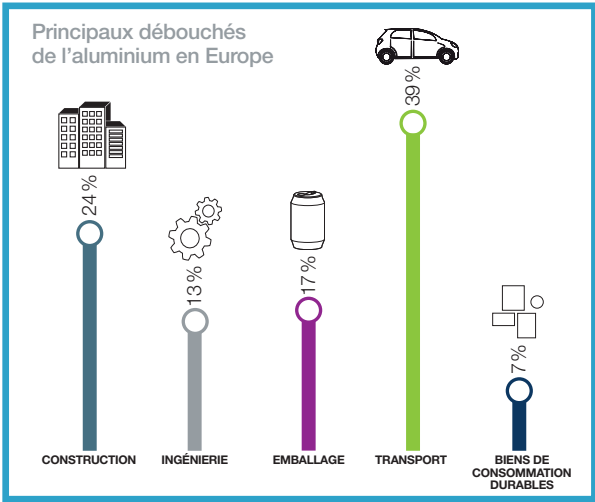 Principaux débouchés
de l’aluminium en Europe
24 %
13 %
17 %
39 %
7 %
CONSTRUCTION
INGÉNIERIE
EMBALLAGE
TRANSPORT
BIENS DE
CONSOMMATION
DURABLES